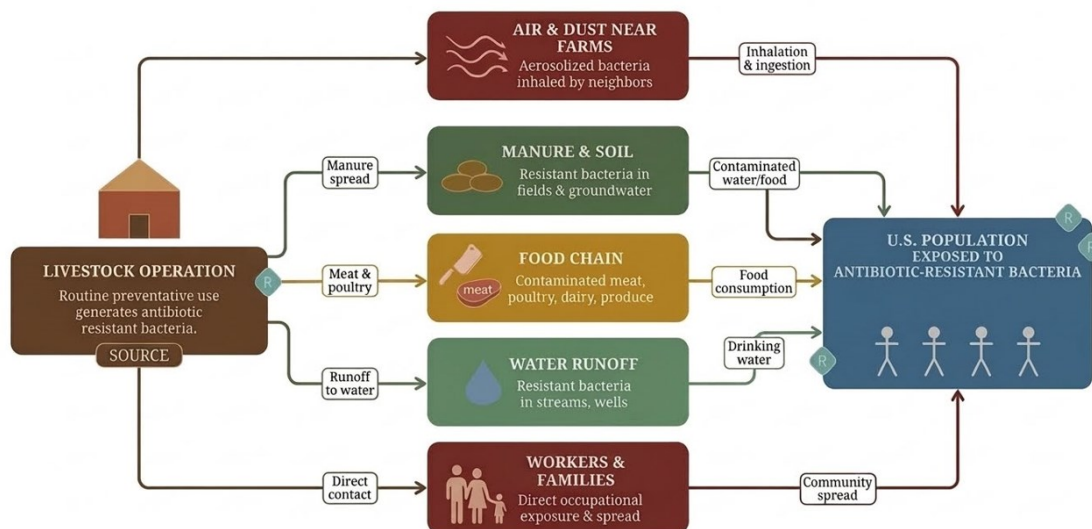 AIR & DUST NEAR
FARMS
Aerosolized bacteria
inhaled by neighbors
Inhalation
& ingestion
Manure
spread
MANURE & SOIL
Resistant bacteria in
fields & groundwater
Contaminated
water/food
LIVESTOCK OPERATION
Routine preventative use
generates antibiotic
resistant bacteria.
SOURCE
R
Meat &
poultry
FOOD CHAIN
meat
Contaminated meat,
poultry, dairy, produce
Food
consumption
U.S. POPULATION
EXPOSED TO
ANTIBIOTIC-RESISTANT BACTERIA
R
R
R
Runoff
to water
WATER RUNOFF
Resistant bacteria
in streams, wells
Drinking
water
Direct
contact
WORKERS &
FAMILIES
Direct occupational
exposure & spread
Community
spread